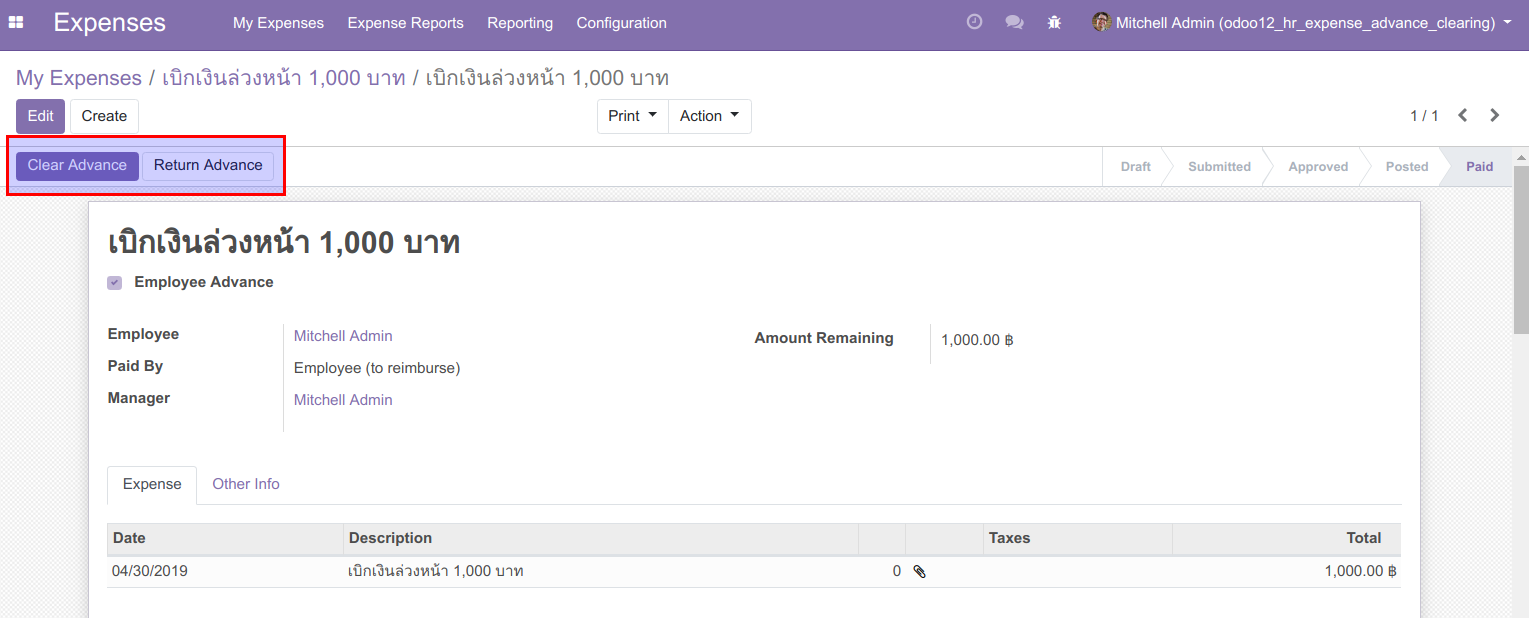 Expenses My Expenses Expense Reports Reporting Configuration Mitchell Admin (odoo12_hr_expense_advance_clearing)
My Expenses / เบิกเงินล่วงหน้า 1,000 บาท / เบิกเงินล่วงหน้า 1,000 บาท
Edit Create Print Action 1 / 1
Clear Advance Return Advance Draft Submitted Approved Posted Paid
เบิกเงินล่วงหน้า 1,000 บาท
Employee Advance
Employee Mitchell Admin Amount Remaining 1,000.00 ฿
Paid By Employee (to reimburse)
Manager Mitchell Admin
Expense Other Info
Date Description Taxes Total
04/30/2019 เบิกเงินล่วงหน้า 1,000 บาท 0 1,000.00 ฿